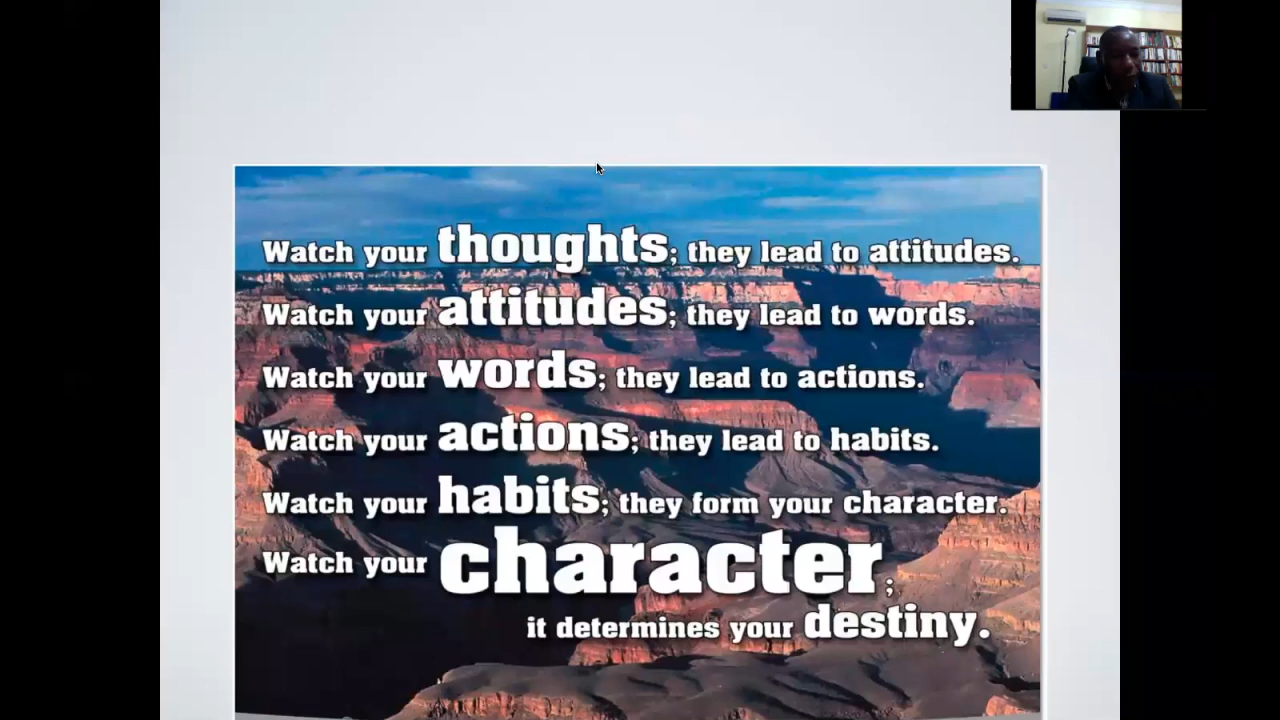 Watch your thoughts; they lead to attitudes.
Watch your attitudes; they lead to words.
Watch your words; they lead to actions.
Watch your actions; they lead to habits.
Watch your habits; they form your character.
Watch your character;
it determines your destiny.